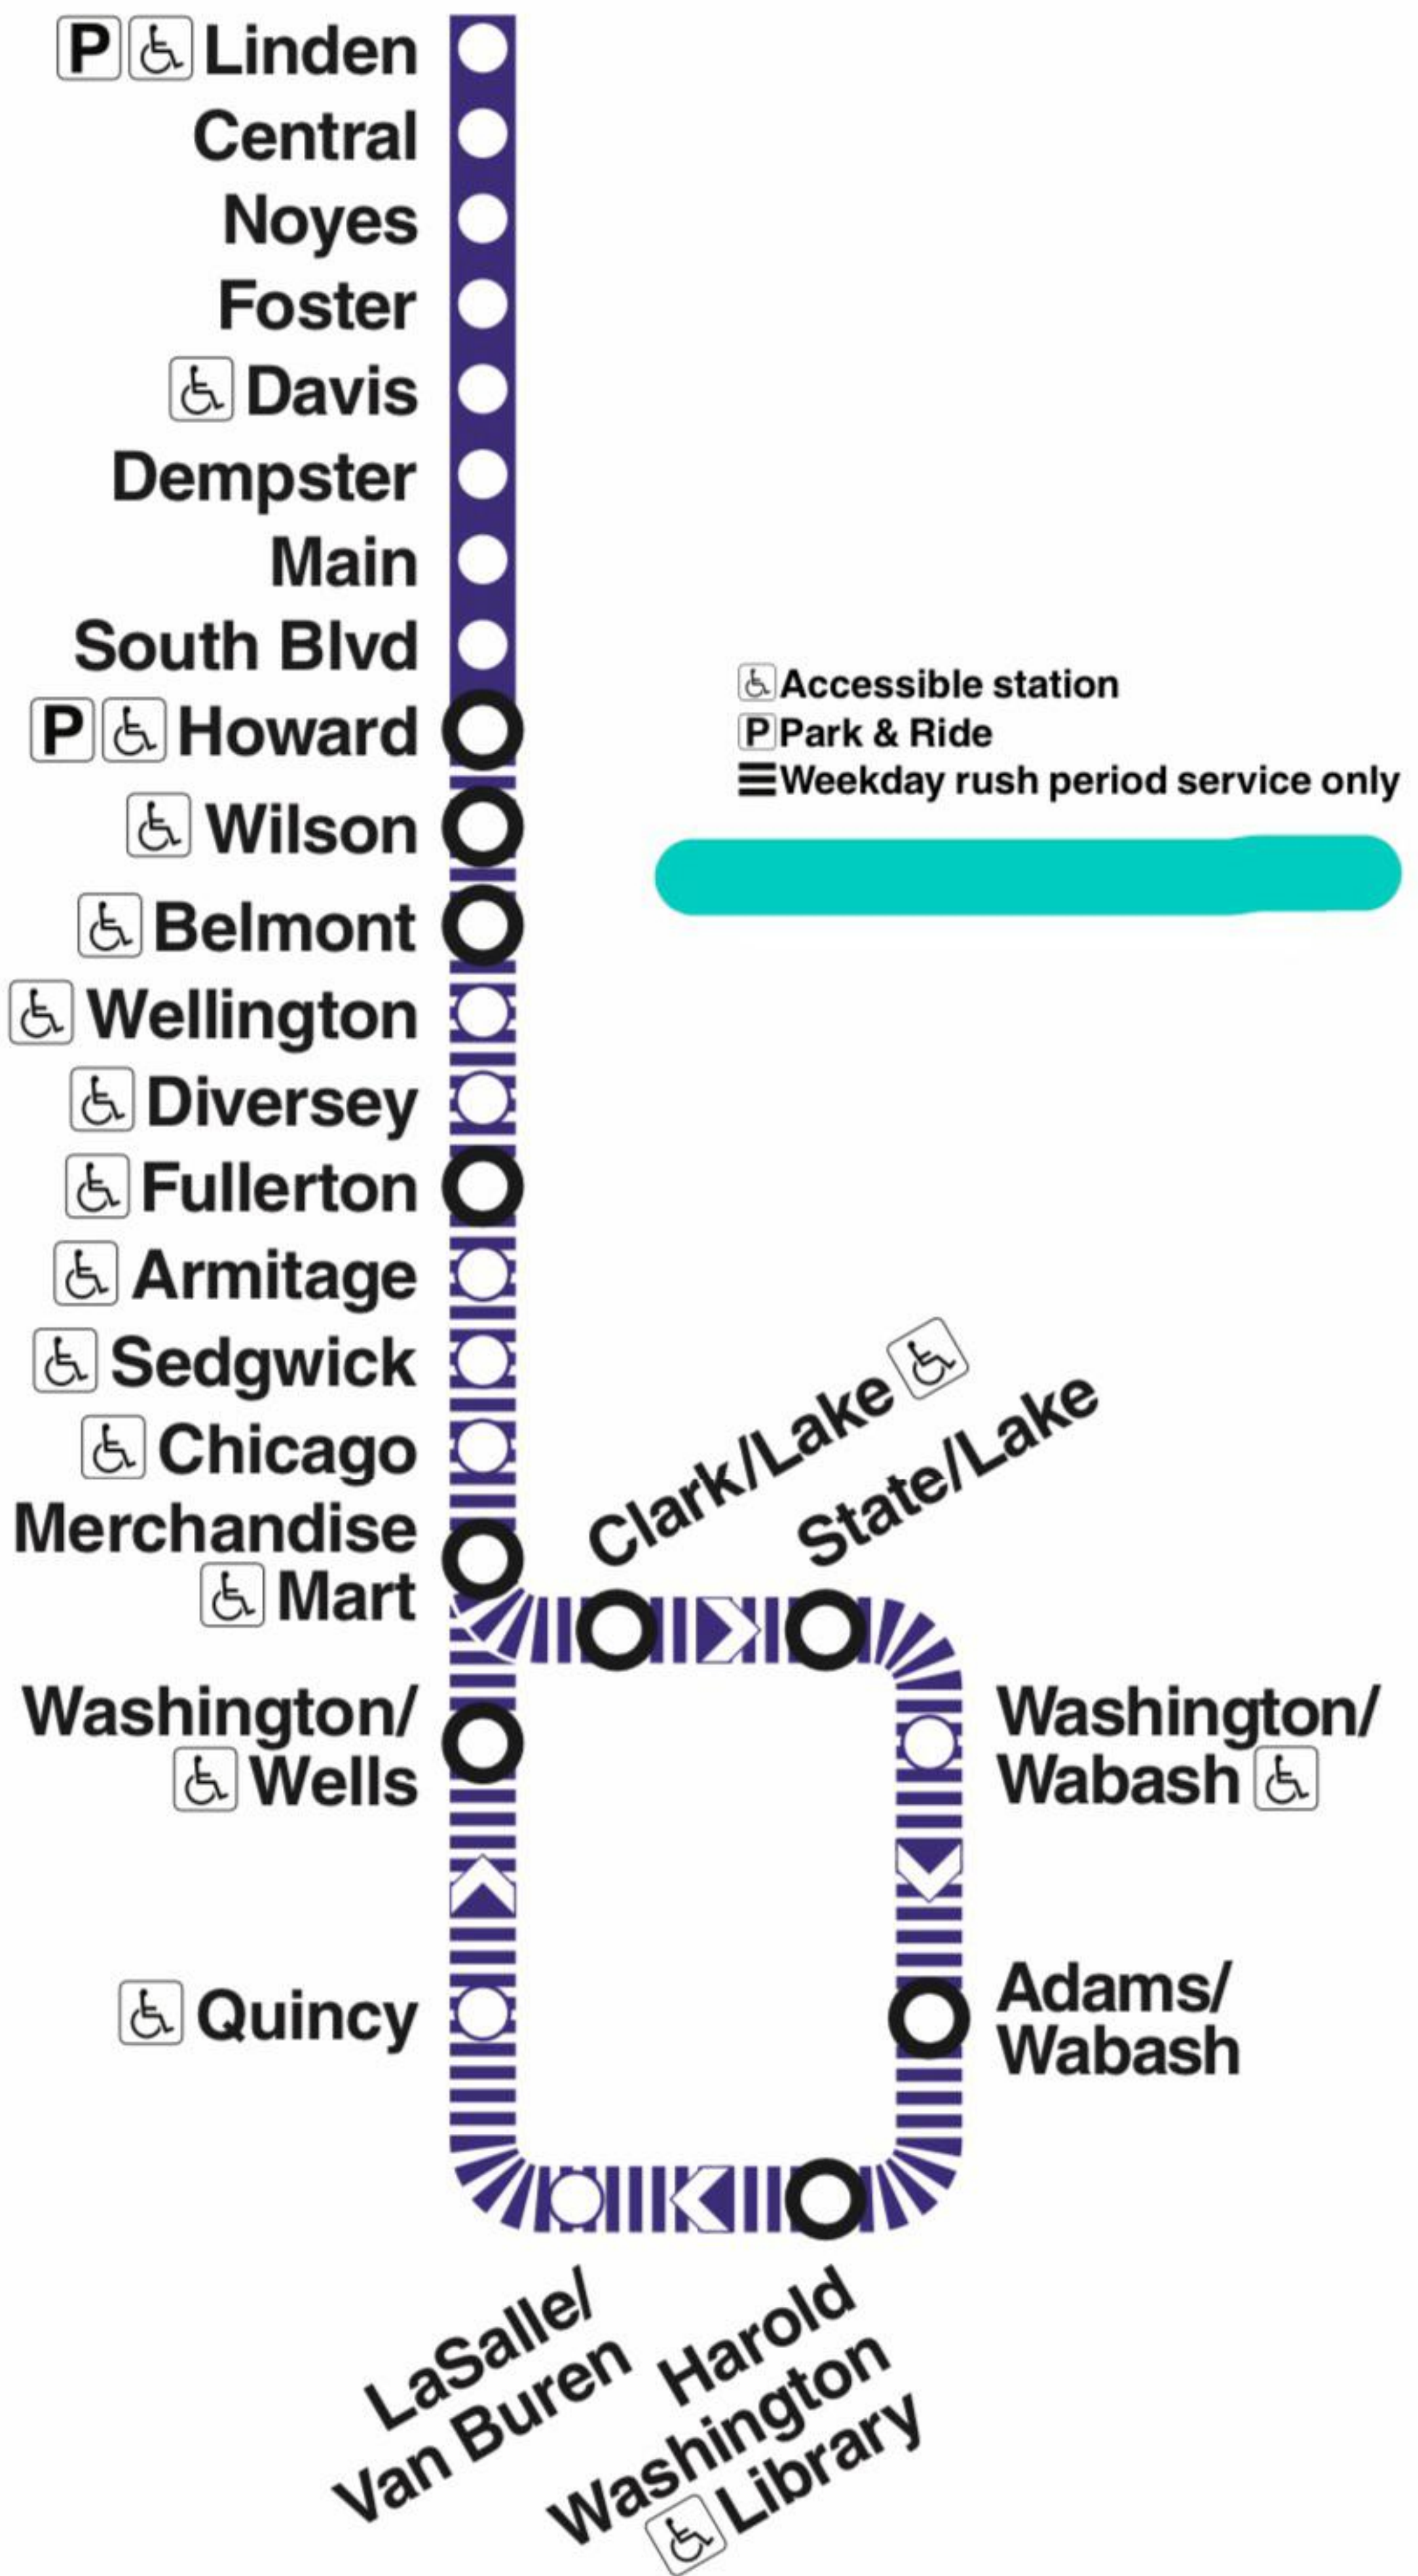 P Linden
Central
Noyes
Foster
Davis
Dempster
Main
South Blvd
P Howard
Wilson
Belmont
Wellington
Diversey
Fullerton
Armitage
Sedgwick
Chicago
Merchandise
Mart
Washington/
Wells
Quincy
Accessible station
P Park & Ride
Weekday rush period service only
Clark/Lake
State/Lake
Washington/
Wabash
Adams/
Wabash
LaSalle/
Van Buren
Harold
Washington
Library